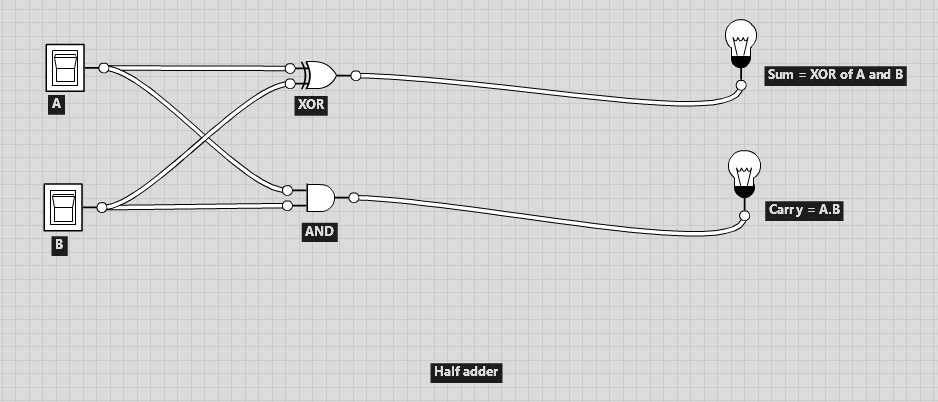 A
XOR
Sum = XOR of A and B
B
AND
Carry = A.B
Half adder